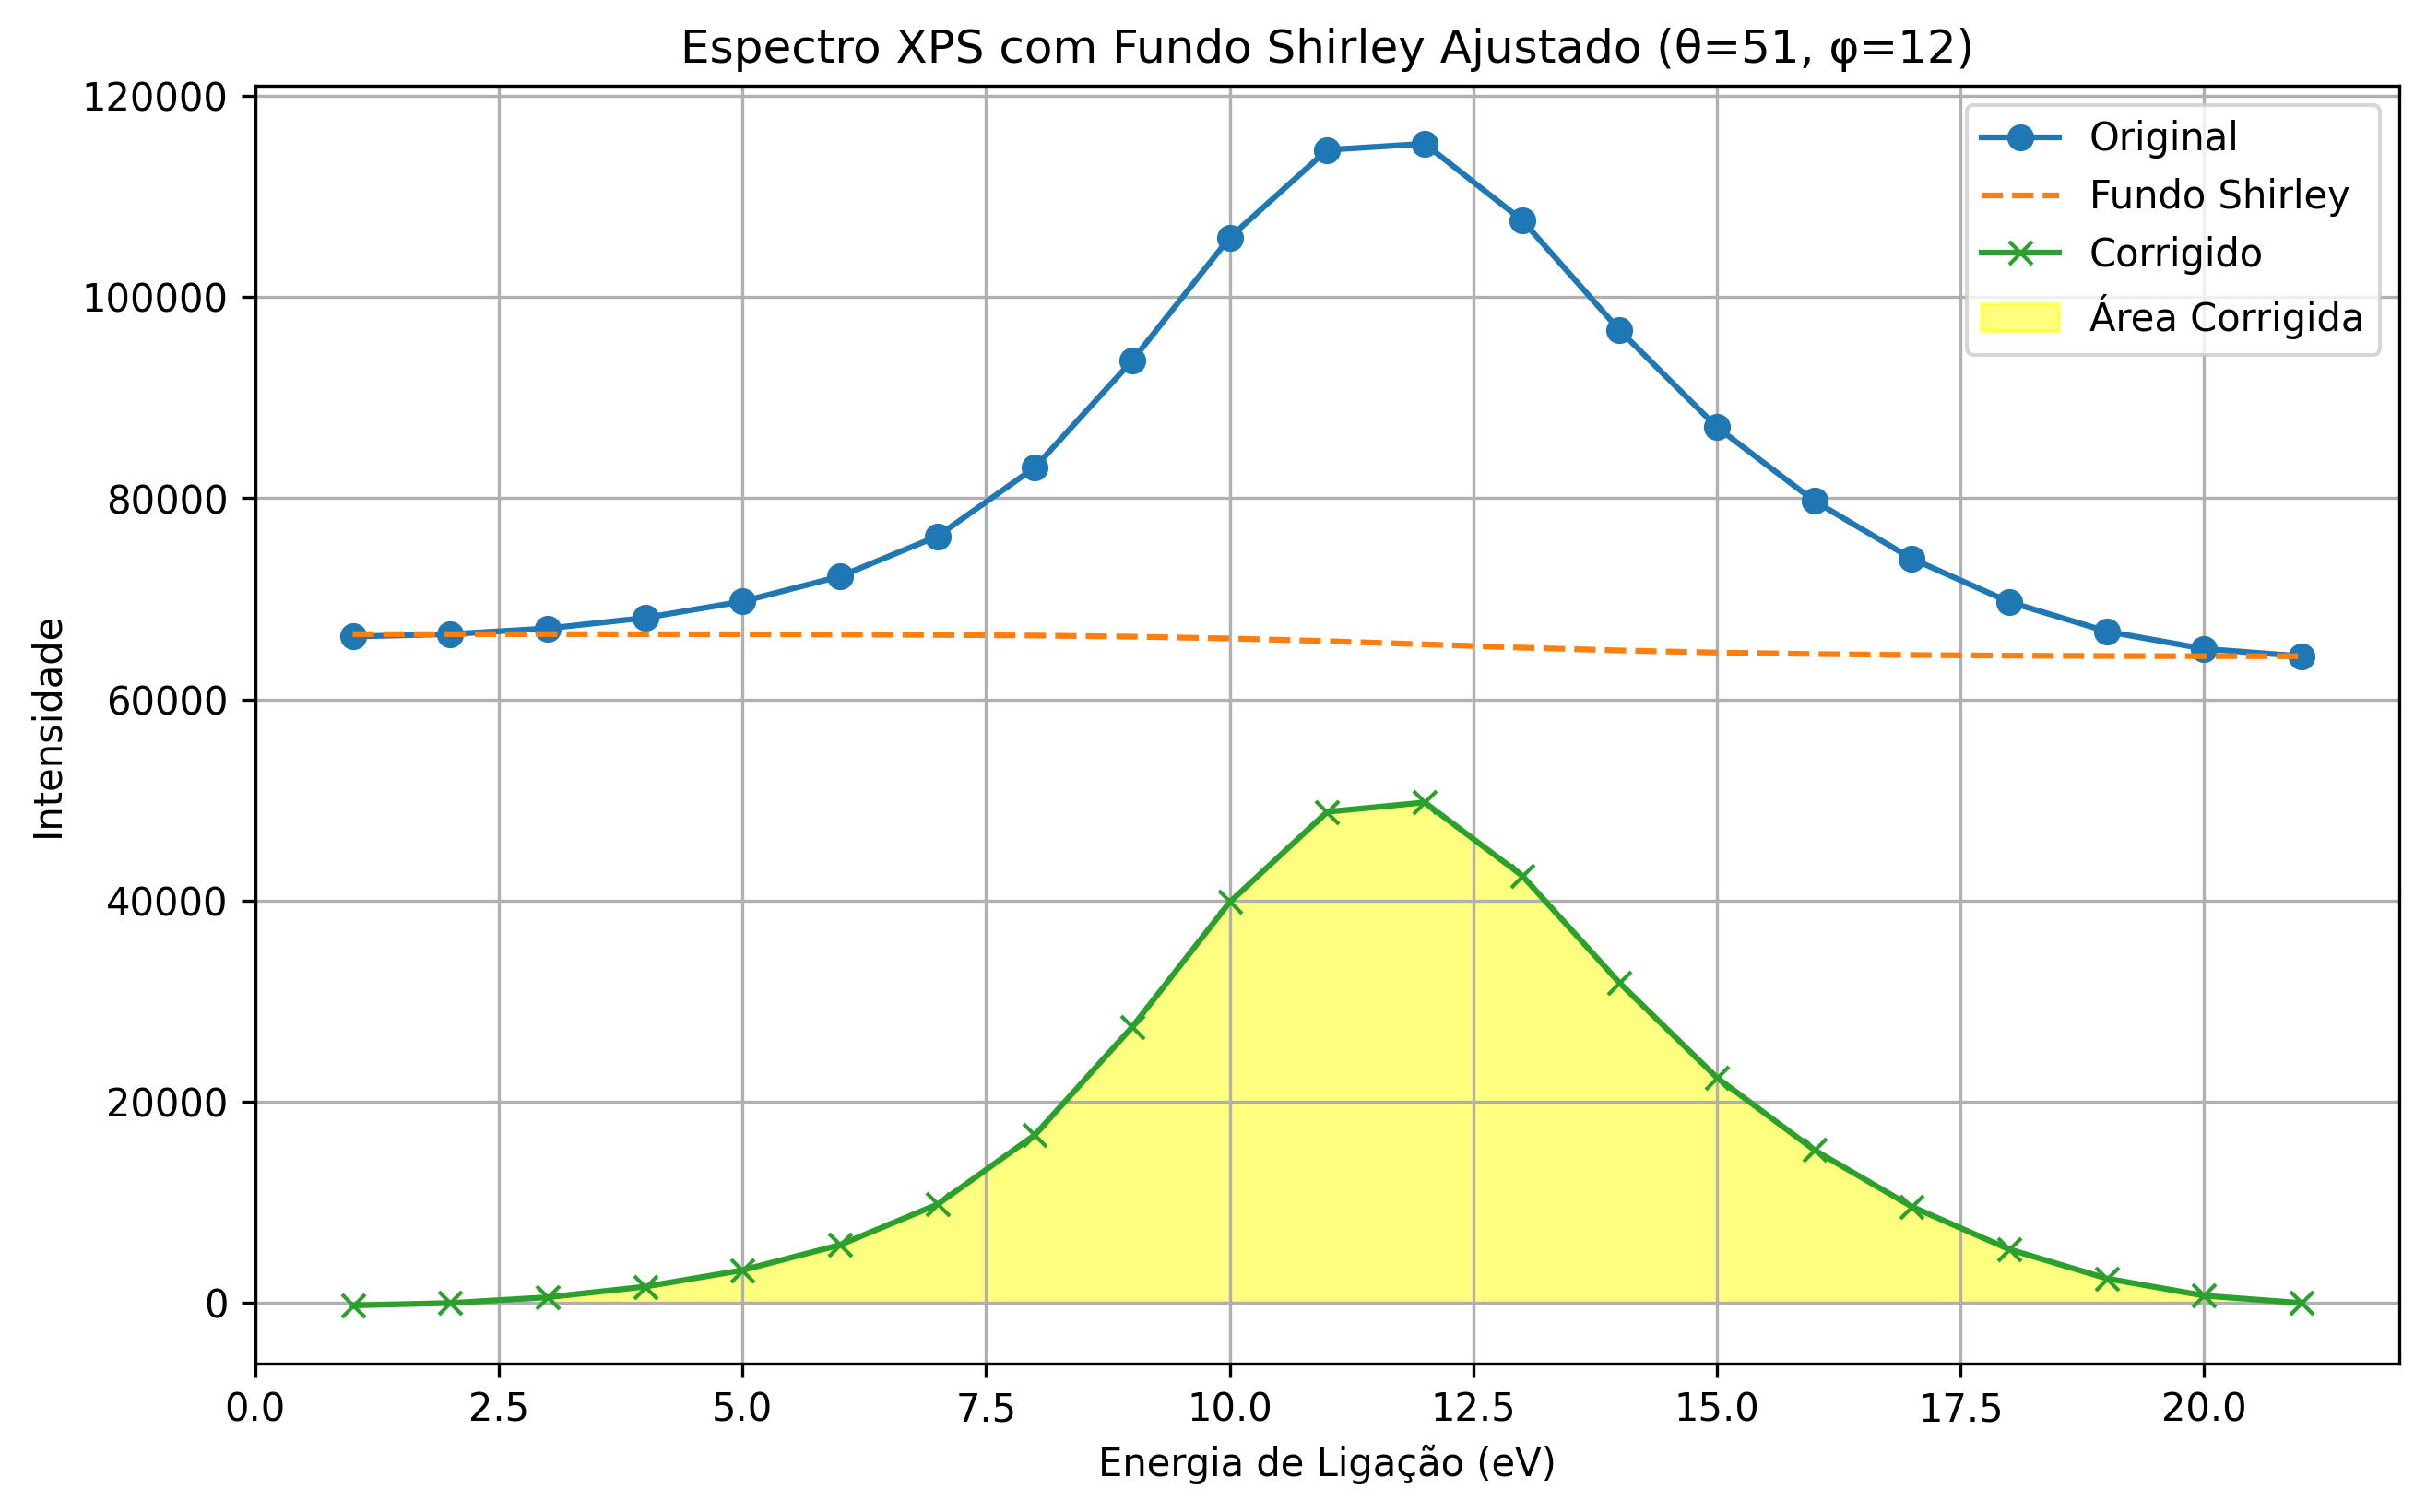 Espectro XPS com Fundo Shirley Ajustado (θ=51, φ=12)
120000
100000
80000
60000
40000
20000
0
Intensidade
Original
Fundo Shirley
Corrigido
Área Corrigida
0.0 2.5 5.0 7.5 10.0 12.5 15.0 17.5 20.0
Energia de Ligação (eV)